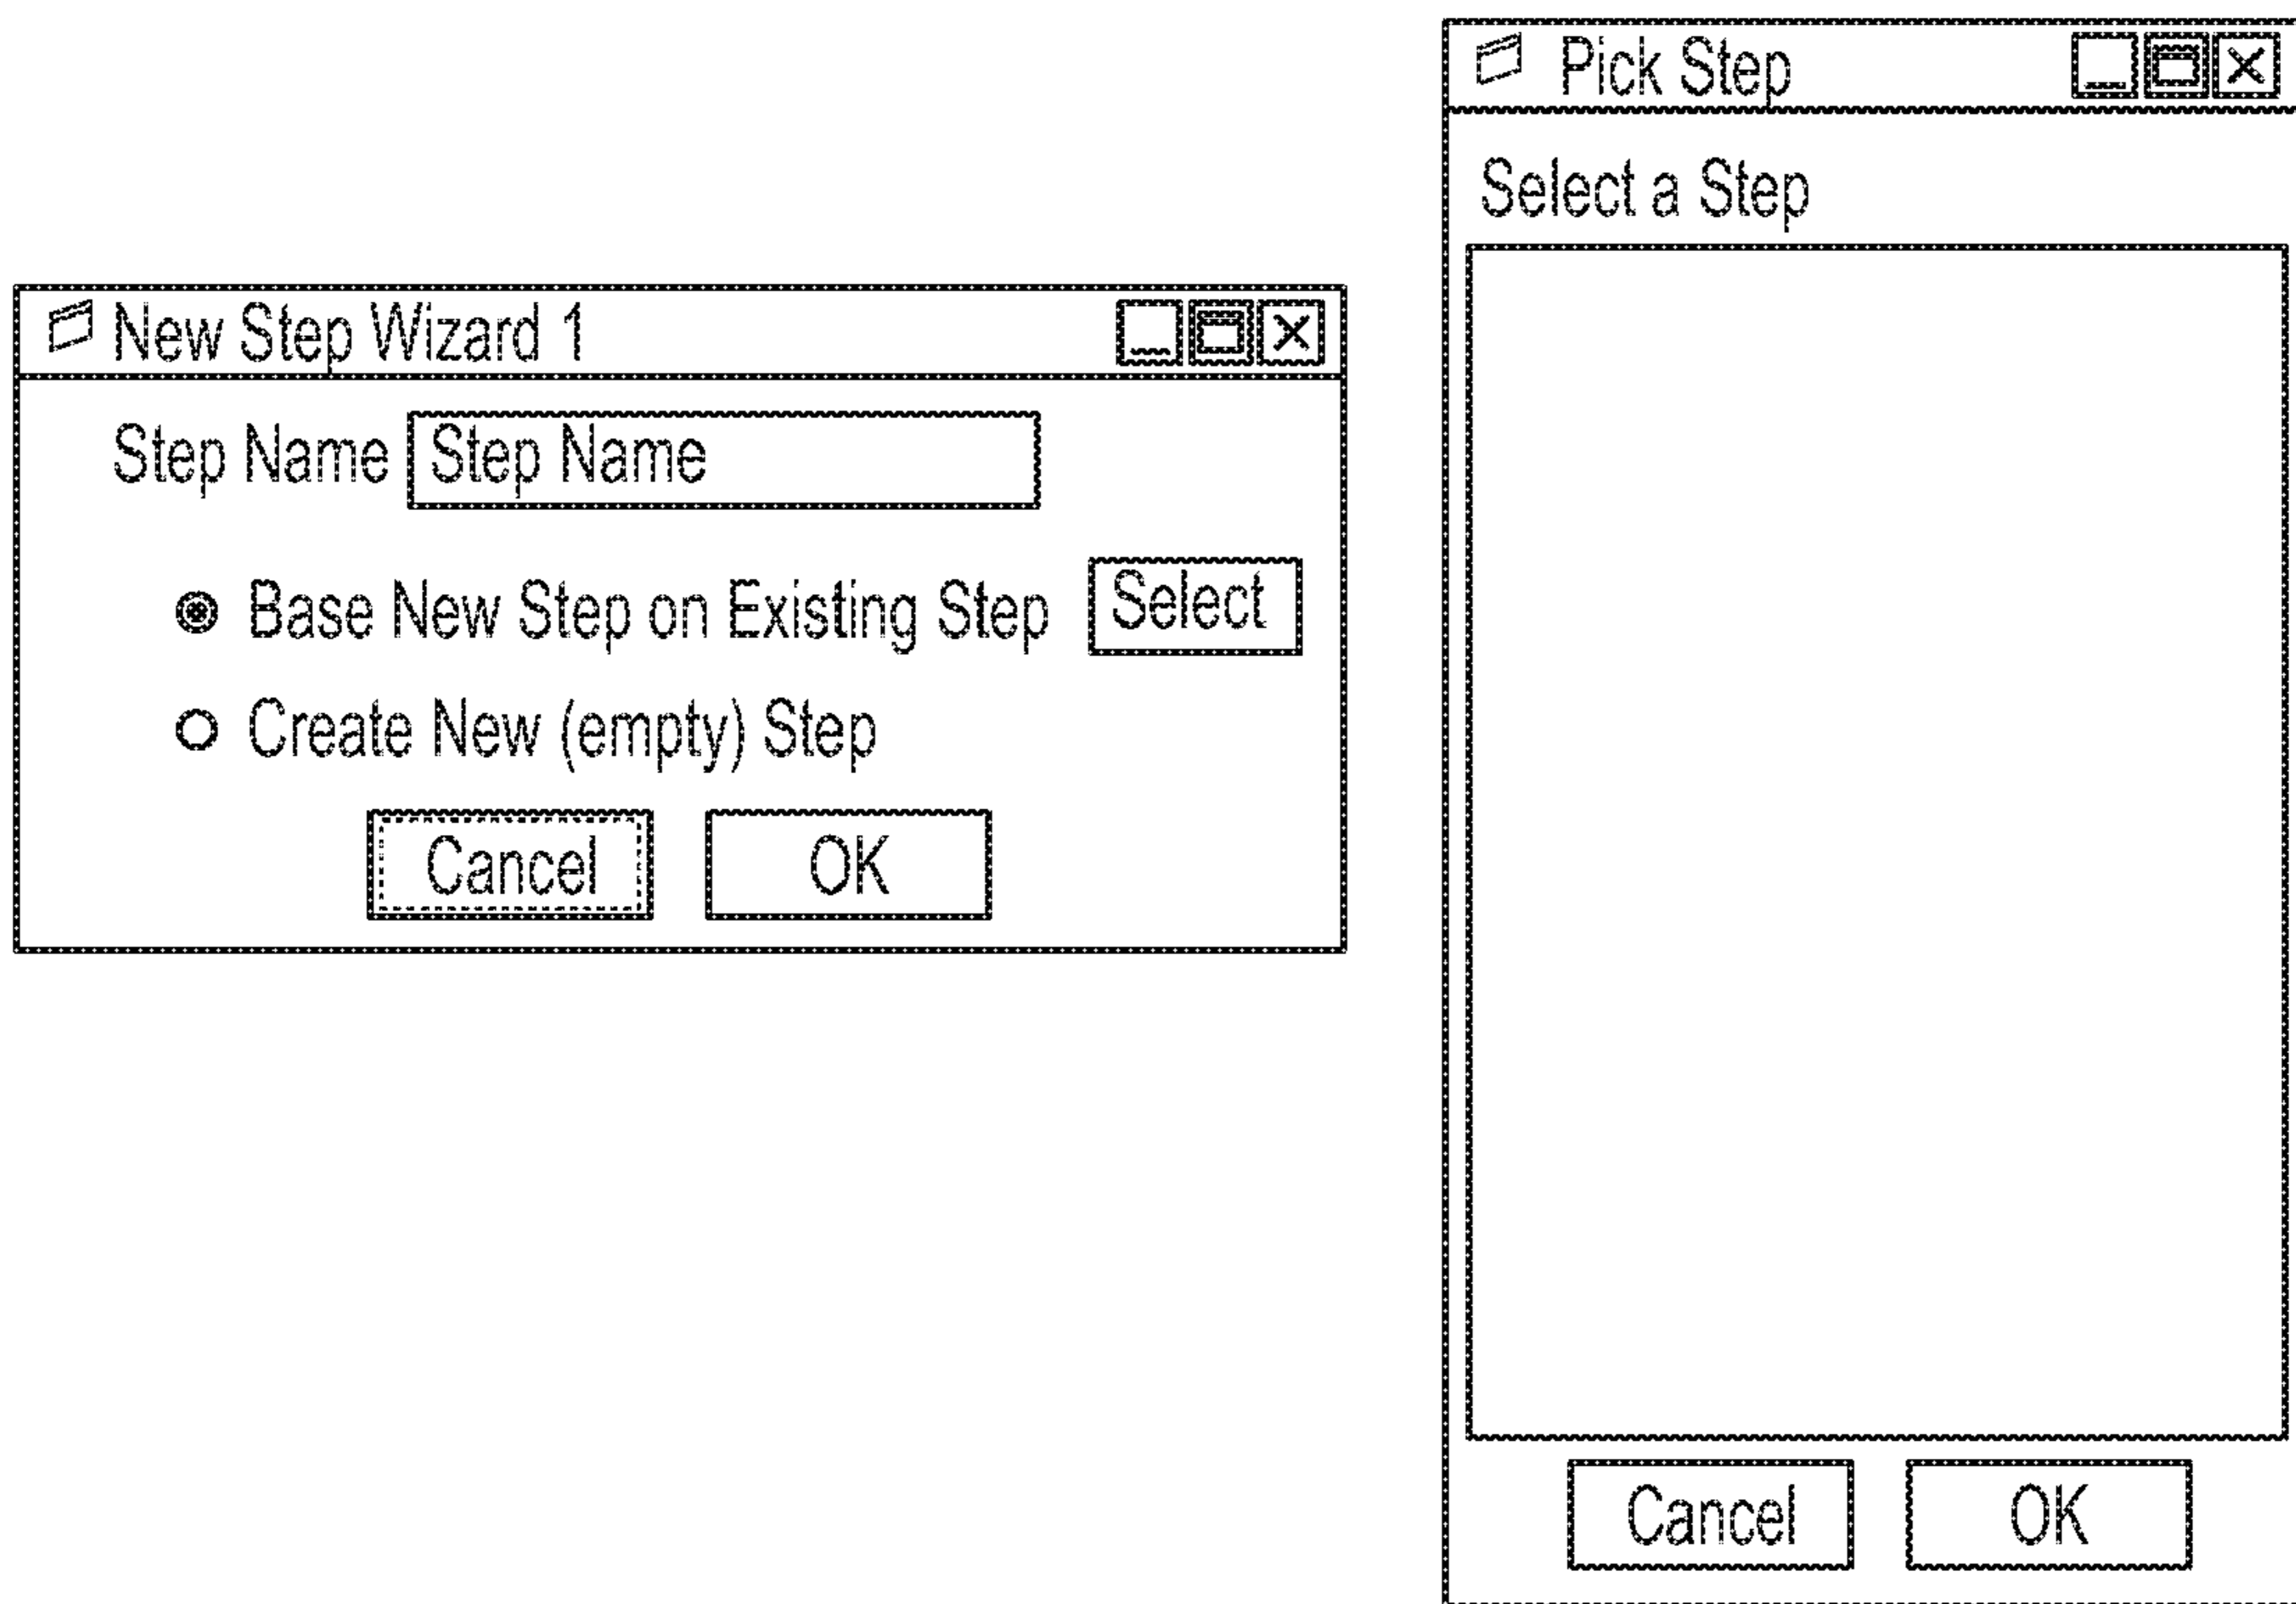 New Step Wizard 1
Step Name Step Name
Base New Step on Existing Step Select
Create New (empty) Step
Cancel OK
Pick Step
Select a Step
Cancel OK